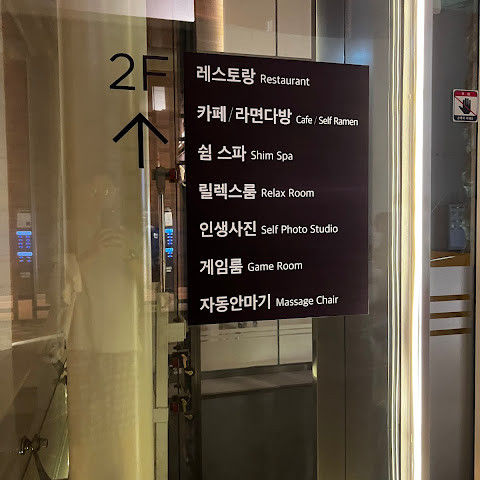 2F
↑
레스토랑 Restaurant
카페/라면다방 Cafe / Self Ramen
쉼 스파 Shim Spa
릴렉스룸 Relax Room
인생사진 Self Photo Studio
게임룸 Game Room
자동안마기 Massage Chair